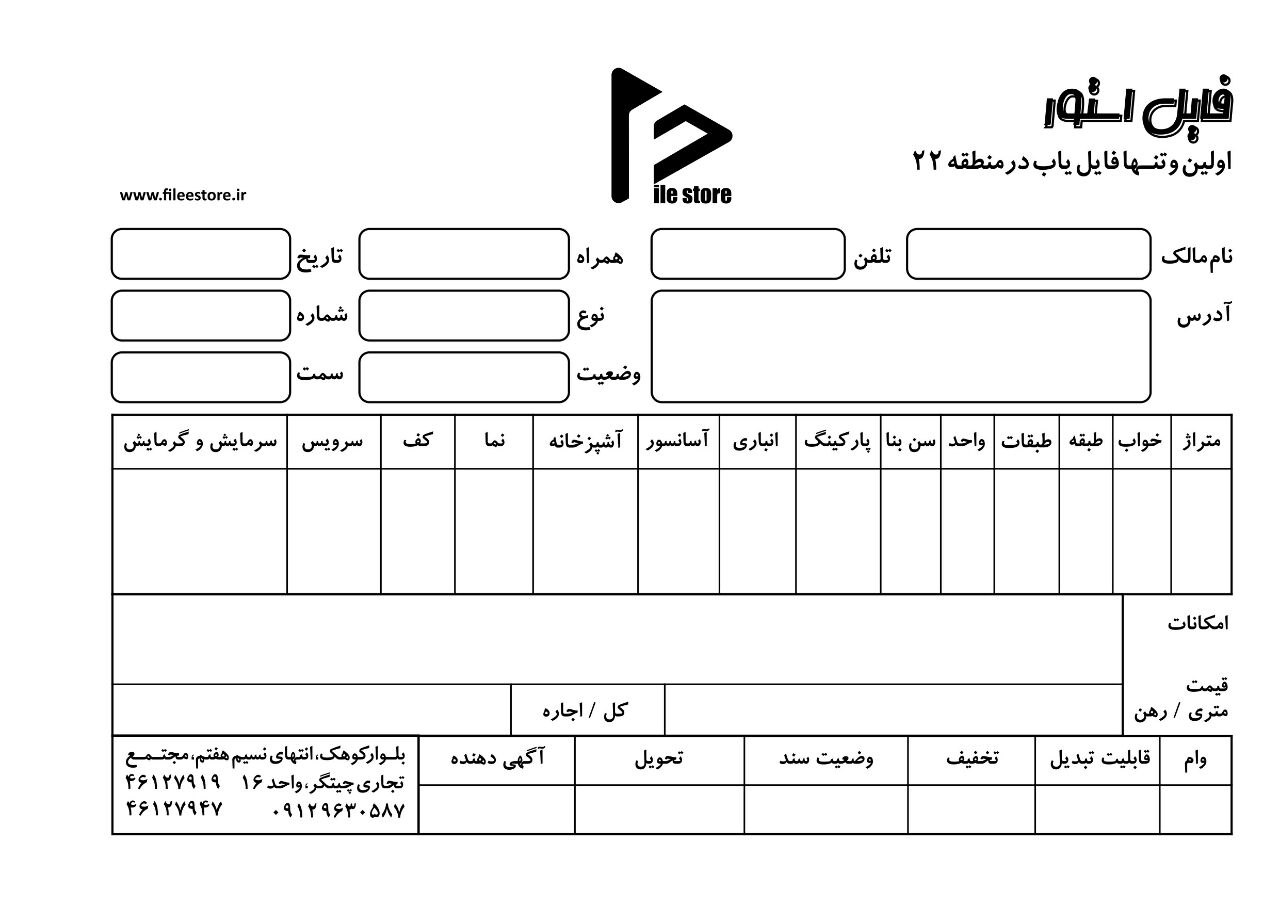 فایل استور
اولین و تنها فایل یاب در منطقه ۲۲
ile store
www.fileestore.ir
نام مالک تلفن همراه تاریخ
آدرس نوع شماره
وضعیت سمت
متراژ خواب طبقه طبقات واحد سن بنا پارکینگ انباری آسانسور آشپزخانه نما کف سرویس سرمایش و گرمایش
امکانات
قیمت
متری / رهن کل / اجاره
وام قابلیت تبدیل تخفیف وضعیت سند تحویل آگهی دهنده
بلوار کوهک، انتهای نسیم هفتم، مجتمع
تجاری چیتگر، واحد ۱۶ ۴۶۱۲۷۹۱۹
۰۹۱۲۹۶۳۰۵۸۷ ۴۶۱۲۷۹۴۷